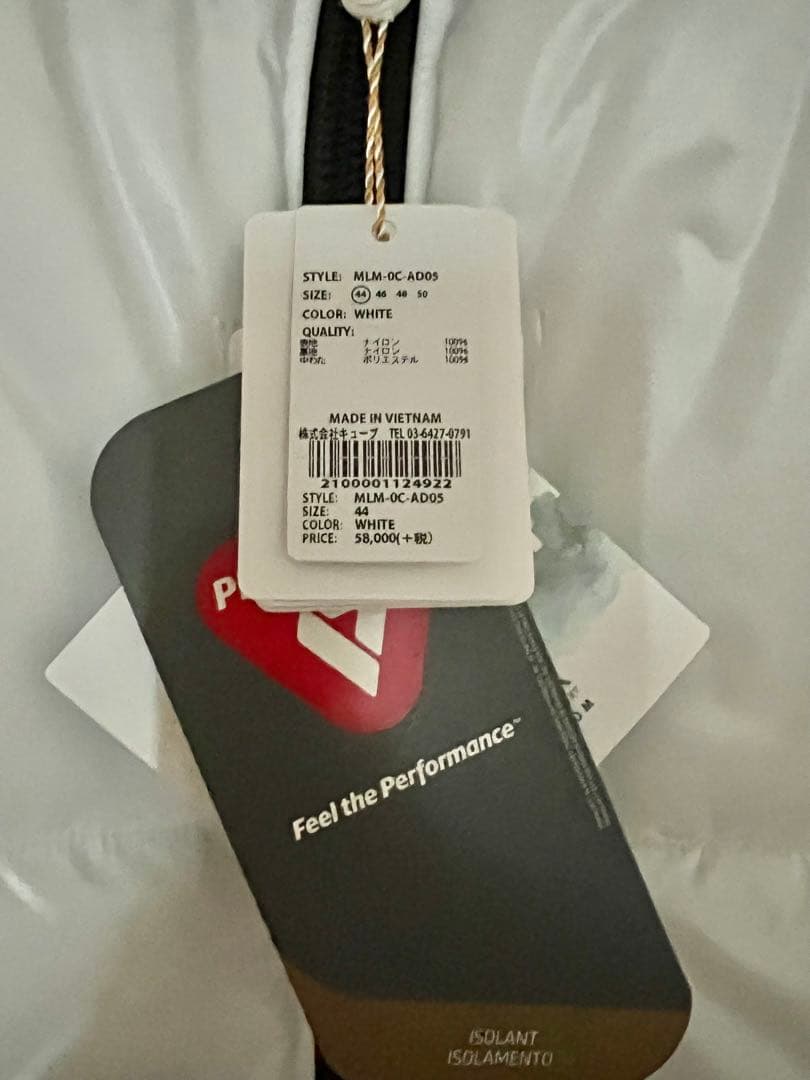 STYLE: MLM-0C-AD05
SIZE: 44 46 48 50
COLOR: WHITE
QUALITY:
表地 ナイロン 100%
裏地 ナイロン 100%
中わた ポリエステル 100%
MADE IN VIETNAM
株式会社キューブ TEL 03-6427-0791
2100001124922
STYLE: MLM-0C-AD05
SIZE: 44
COLOR: WHITE
PRICE: 58,000(+税)
Feel the Performance™
ISOLANT
ISOLAMENTO